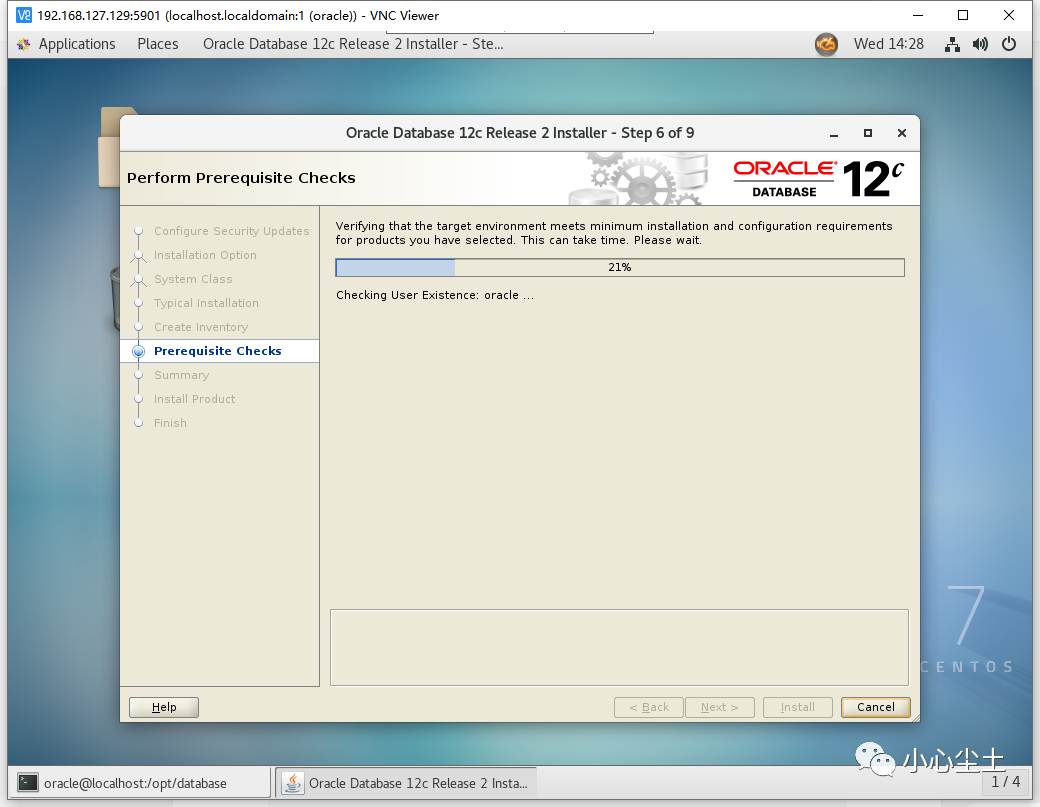 192.168.127.129:5901 (localhost.localdomain:1 (oracle)) - VNC Viewer
Applications Places Oracle Database 12c Release 2 Installer - Ste... Wed 14:28
Oracle Database 12c Release 2 Installer - Step 6 of 9
Perform Prerequisite Checks
ORACLE
DATABASE
12c
Configure Security Updates
Installation Option
System Class
Typical Installation
Create Inventory
Prerequisite Checks
Summary
Install Product
Finish
Verifying that the target environment meets minimum installation and configuration requirements
for products you have selected. This can take time. Please wait.
21%
Checking User Existence: oracle ...
7
CENTOS
Help < Back Next > Install Cancel
小心尘土
oracle@localhost:/opt/database Oracle Database 12c Release 2 Insta... 1 / 4